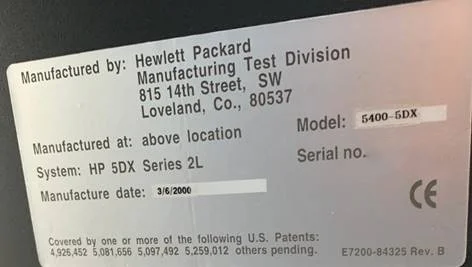 Manufactured by: Hewlett Packard
Manufacturing Test Division
815 14th Street, SW
Loveland, Co., 80537
Manufactured at: above location
Model: 5400-5DX
System: HP 5DX Series 2L
Serial no.
Manufacture date: 3/6/2000
CE
Covered by one or more of the following U.S. Patents:
4,926,452 5,081,656 5,097,492 5,259,012 others pending.
E7200-84325 Rev. B